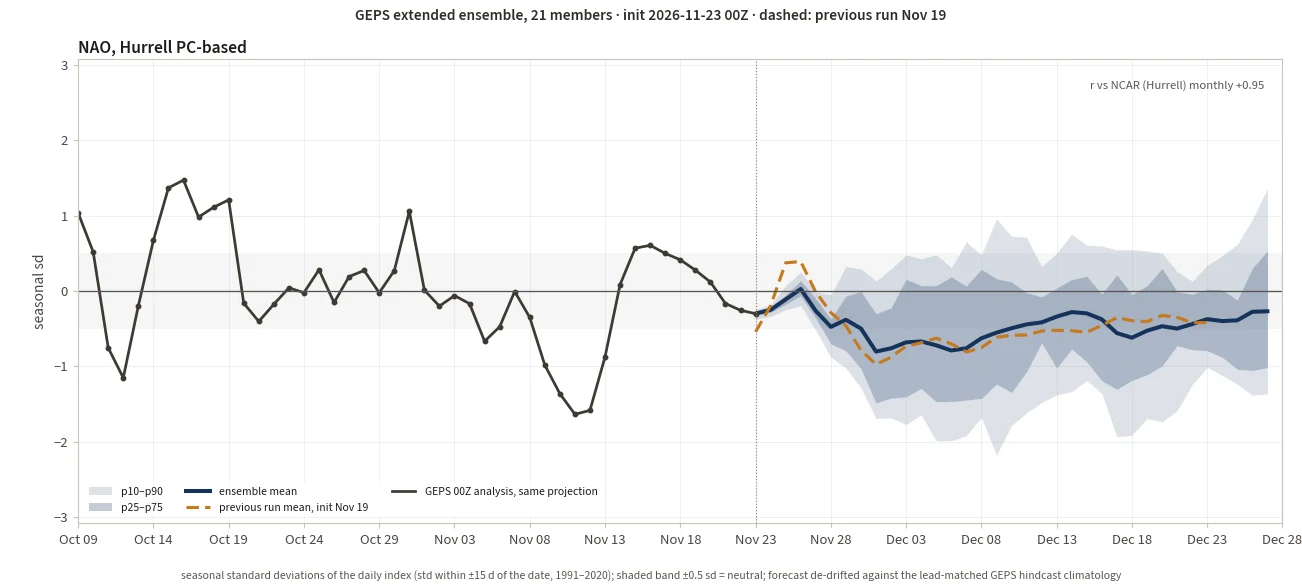 GEPS extended ensemble, 21 members · init 2026-11-23 00Z · dashed: previous run Nov 19
NAO, Hurrell PC-based
r vs NCAR (Hurrell) monthly +0.95
seasonal sd
3
2
1
0
−1
−2
−3
p10–p90
p25–p75
ensemble mean
previous run mean, init Nov 19
GEPS 00Z analysis, same projection
Oct 09 Oct 14 Oct 19 Oct 24 Oct 29 Nov 03 Nov 08 Nov 13 Nov 18 Nov 23 Nov 28 Dec 03 Dec 08 Dec 13 Dec 18 Dec 23 Dec 28
seasonal standard deviations of the daily index (std within ±15 d of the date, 1991–2020); shaded band ±0.5 sd = neutral; forecast de-drifted against the lead-matched GEPS hindcast climatology